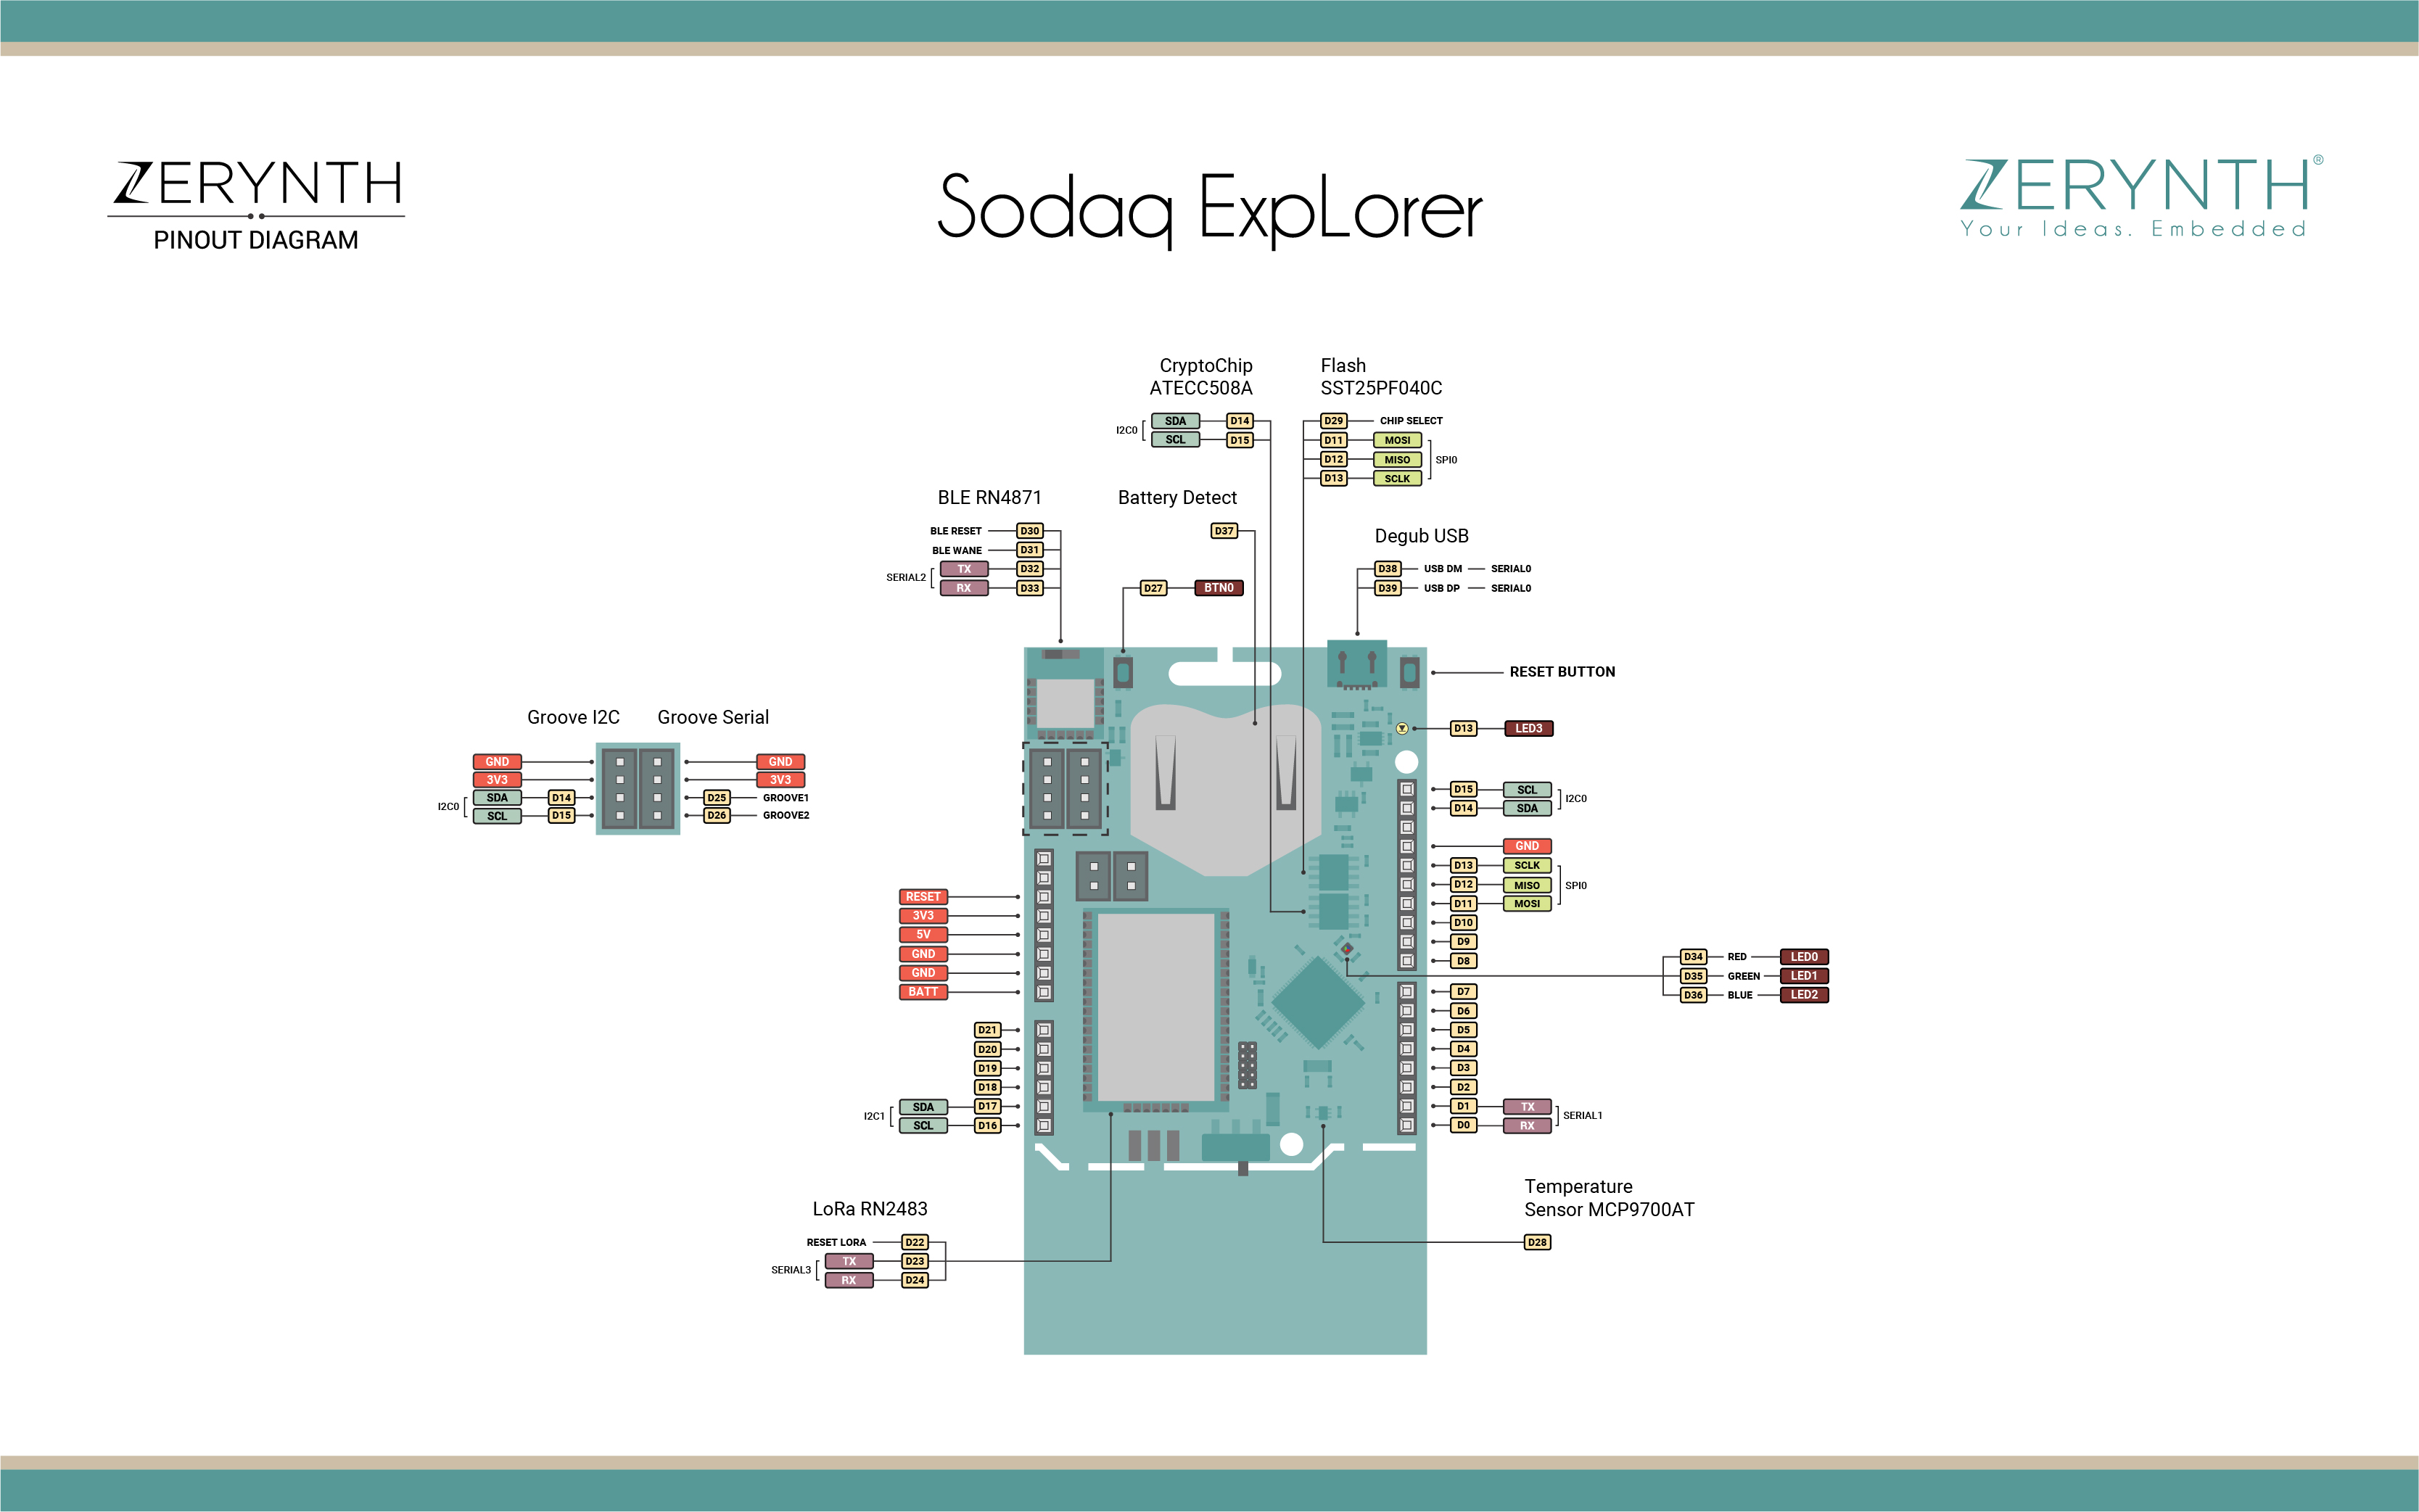 ZERYNTH
PINOUT DIAGRAM
Sodaq ExpLorer
ZERYNTH®
Your Ideas. Embedded
CryptoChip
ATECC508A
I2C0
SDA D14
SCL D15
Flash
SST25PF040C
D29 CHIP SELECT
D11 MOSI
D12 MISO
D13 SCLK
SPI0
BLE RN4871
BLE RESET D30
BLE WANE D31
SERIAL2
TX D32
RX D33
Battery Detect
D37
D27 BTN0
Degub USB
D38 USB DM SERIAL0
D39 USB DP SERIAL0
RESET BUTTON
D13 LED3
Groove I2C
GND
3V3
I2C0
SDA D14
SCL D15
Groove Serial
GND
3V3
D25 GROOVE1
D26 GROOVE2
D15 SCL
D14 SDA
I2C0
GND
D13 SCLK
D12 MISO
D11 MOSI
SPI0
D10
D9
D8
RESET
3V3
5V
GND
GND
BATT
D34 RED LED0
D35 GREEN LED1
D36 BLUE LED2
D7
D6
D5
D4
D3
D2
D1 TX
D0 RX
SERIAL1
D21
D20
D19
D18
I2C1
SDA D17
SCL D16
LoRa RN2483
RESET LORA D22
SERIAL3
TX D23
RX D24
Temperature
Sensor MCP9700AT
D28